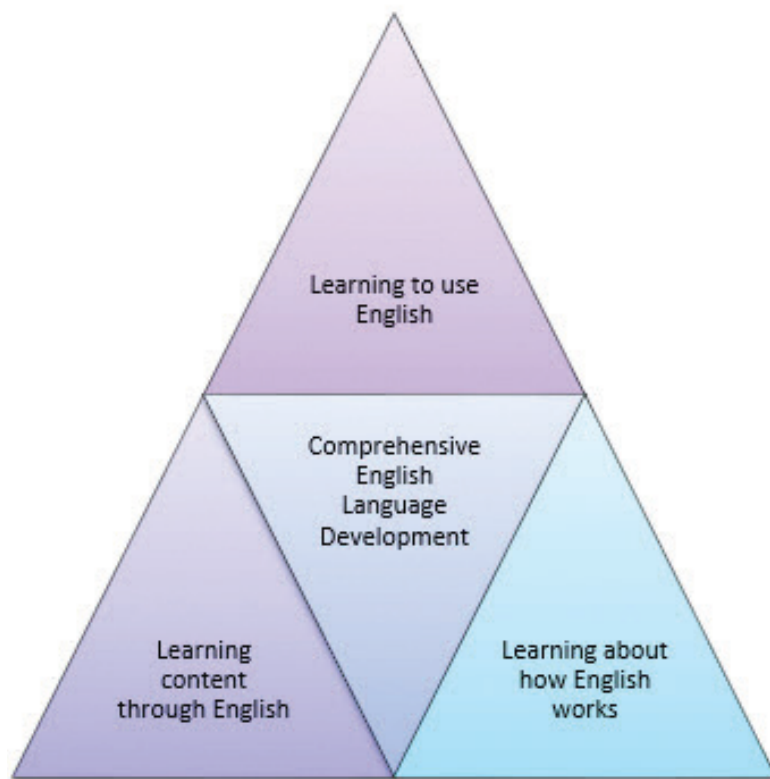 Learning to use
English
Comprehensive
English
Language
Development
Learning
content
through English
Learning about
how English
works